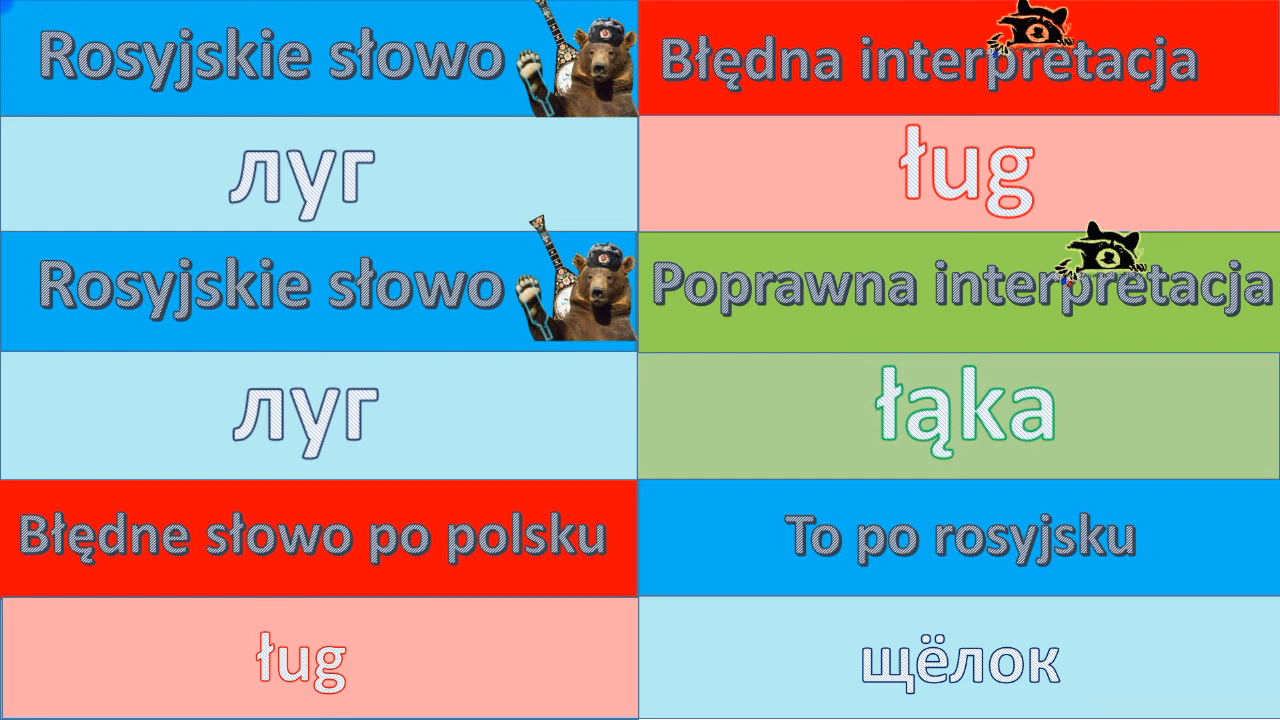 Rosyjskie słowo
Błędna interpretacja
луг
ług
Rosyjskie słowo
Poprawna interpretacja
луг
łąka
Błędne słowo po polsku
To po rosyjsku
ług
щёлок